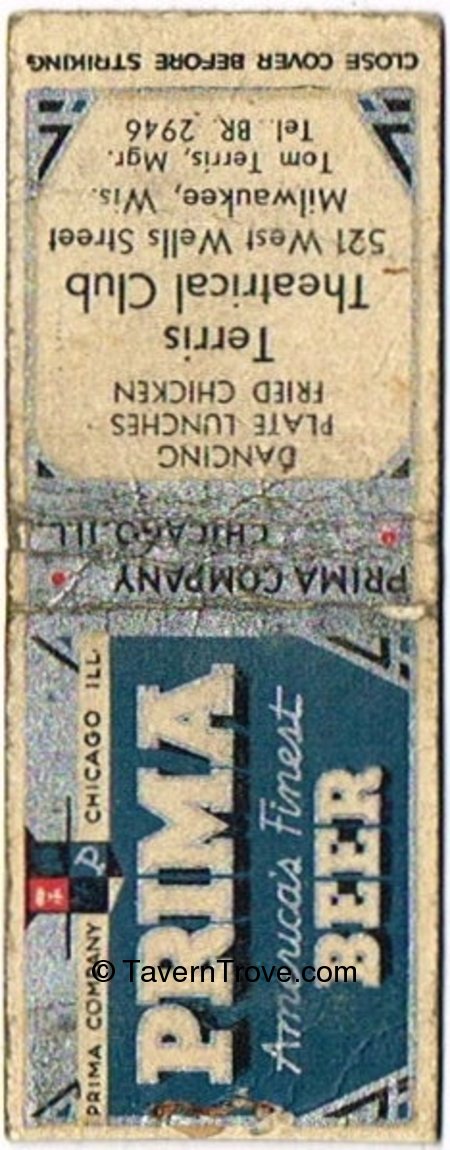 CLOSE COVER BEFORE STRIKING
DANCING
PLATE LUNCHES
FRIED CHICKEN
Terris
Theatrical Club
521 West Wells Street
Milwaukee, Wis.
Tom Terris, Mgr.
Tel. BR. 2946
PRIMA COMPANY
CHICAGO, ILL.
PRIMA COMPANY CHICAGO ILL.
P
PRIMA
America's Finest
BEER
© TavernTrove.com